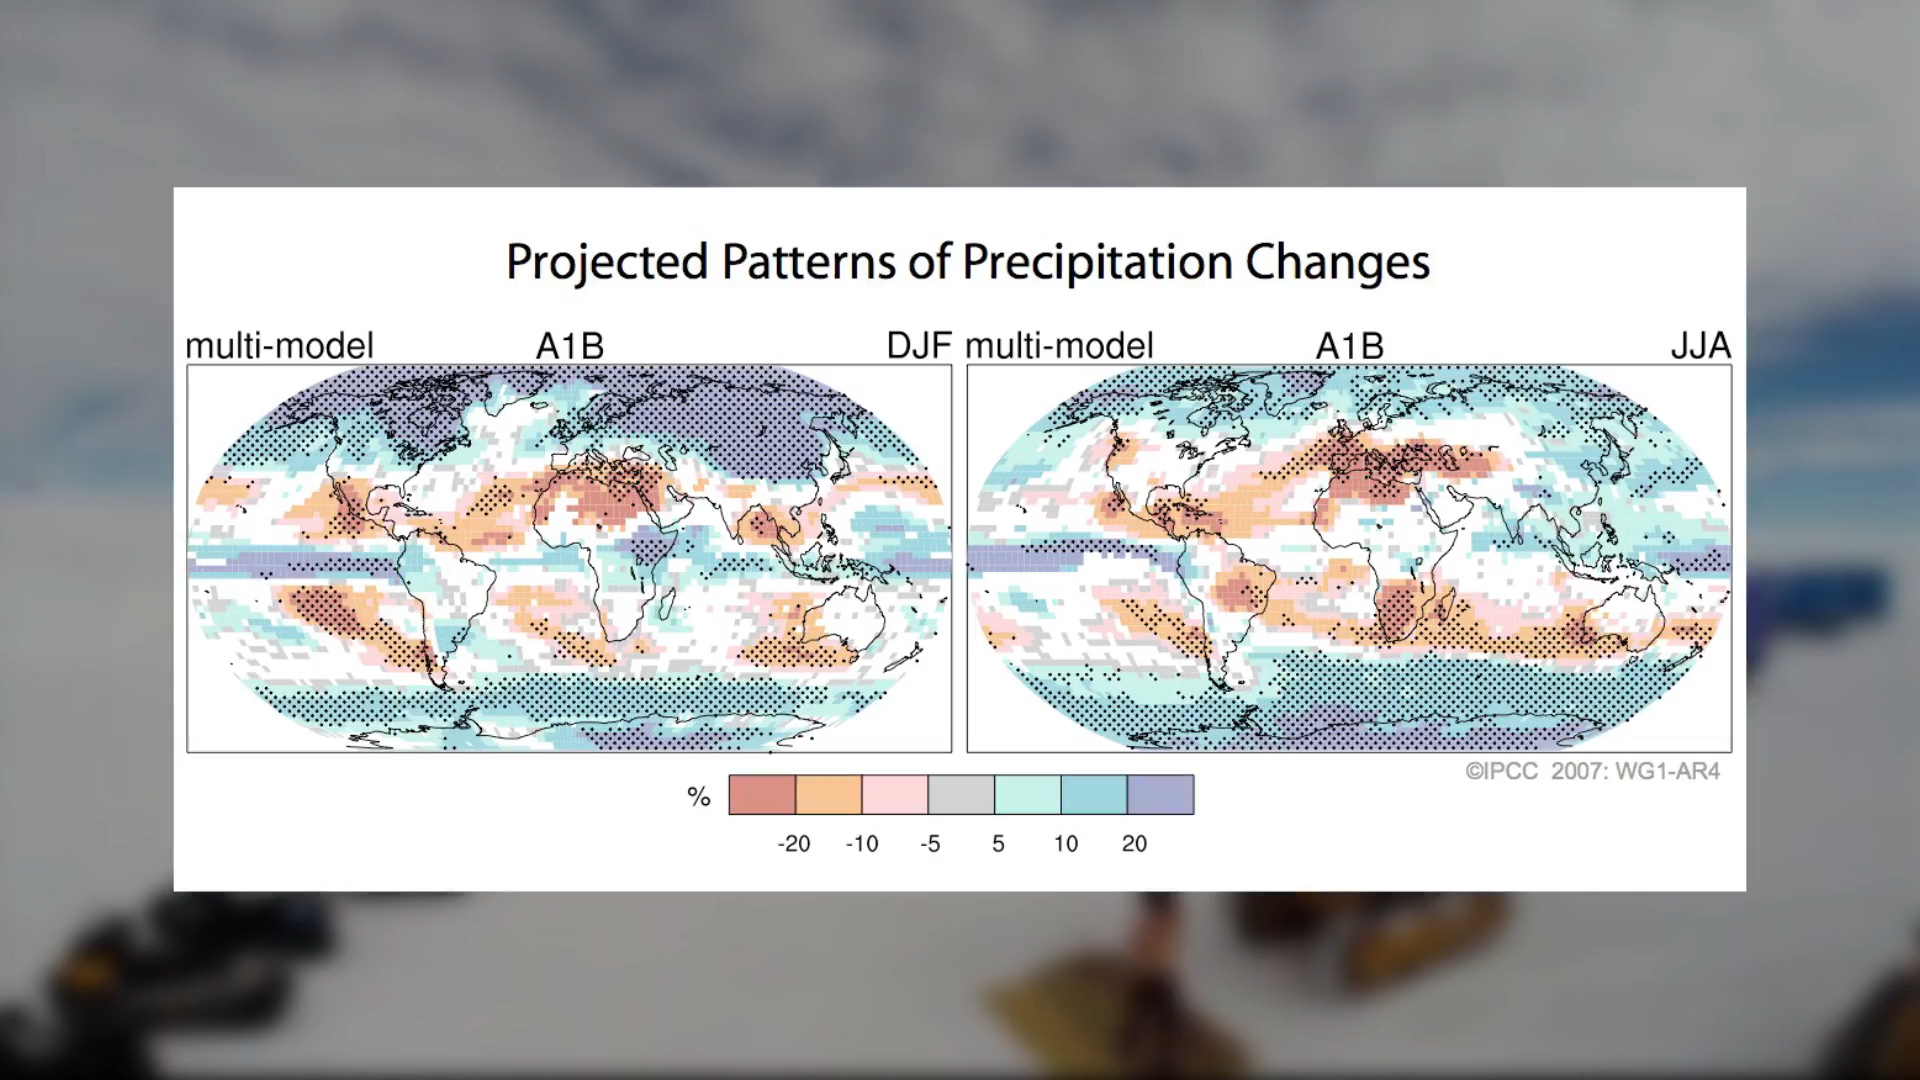 Projected Patterns of Precipitation Changes
multi-model A1B DJF
multi-model A1B JJA
©IPCC 2007: WG1-AR4
%
-20 -10 -5 5 10 20